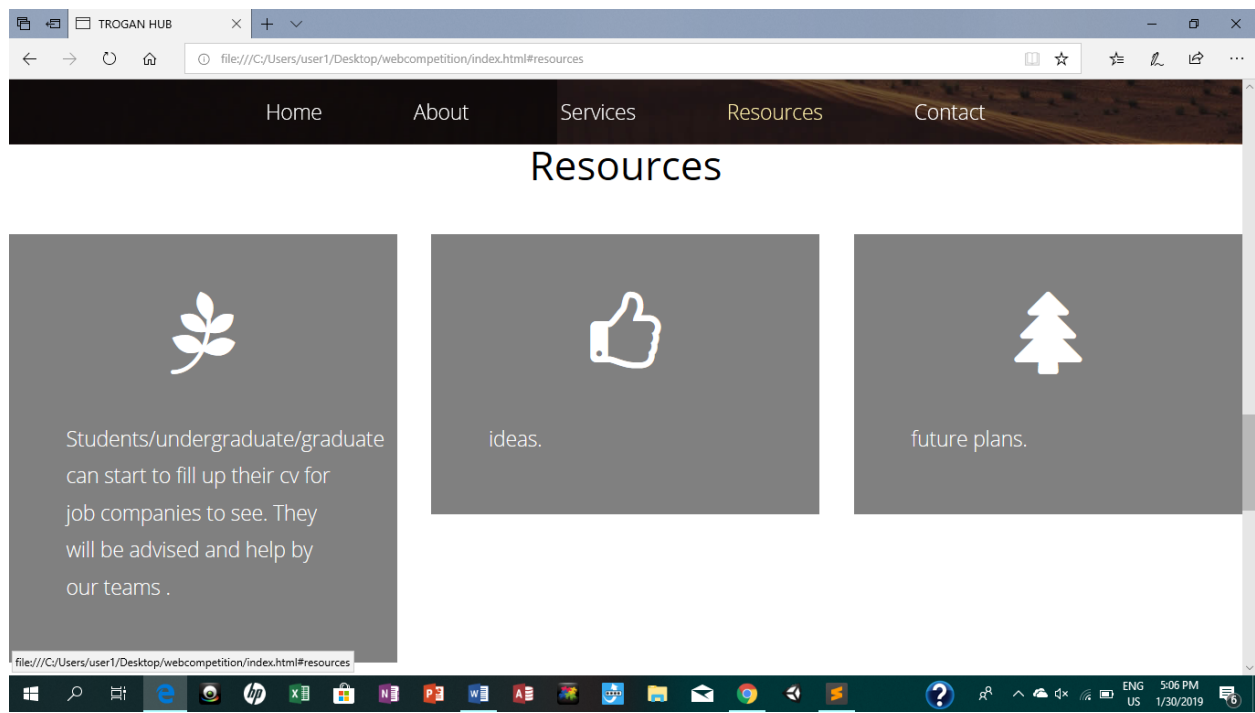 TROGAN HUB
file:///C:/Users/user1/Desktop/webcompetition/index.html#resources
Home About Services Resources Contact
Resources
Students/undergraduate/graduate
can start to fill up their cv for
job companies to see. They
will be advised and help by
our teams .
ideas.
future plans.
file:///C:/Users/user1/Desktop/webcompetition/index.html#resources
ENG
US
5:06 PM
1/30/2019
6